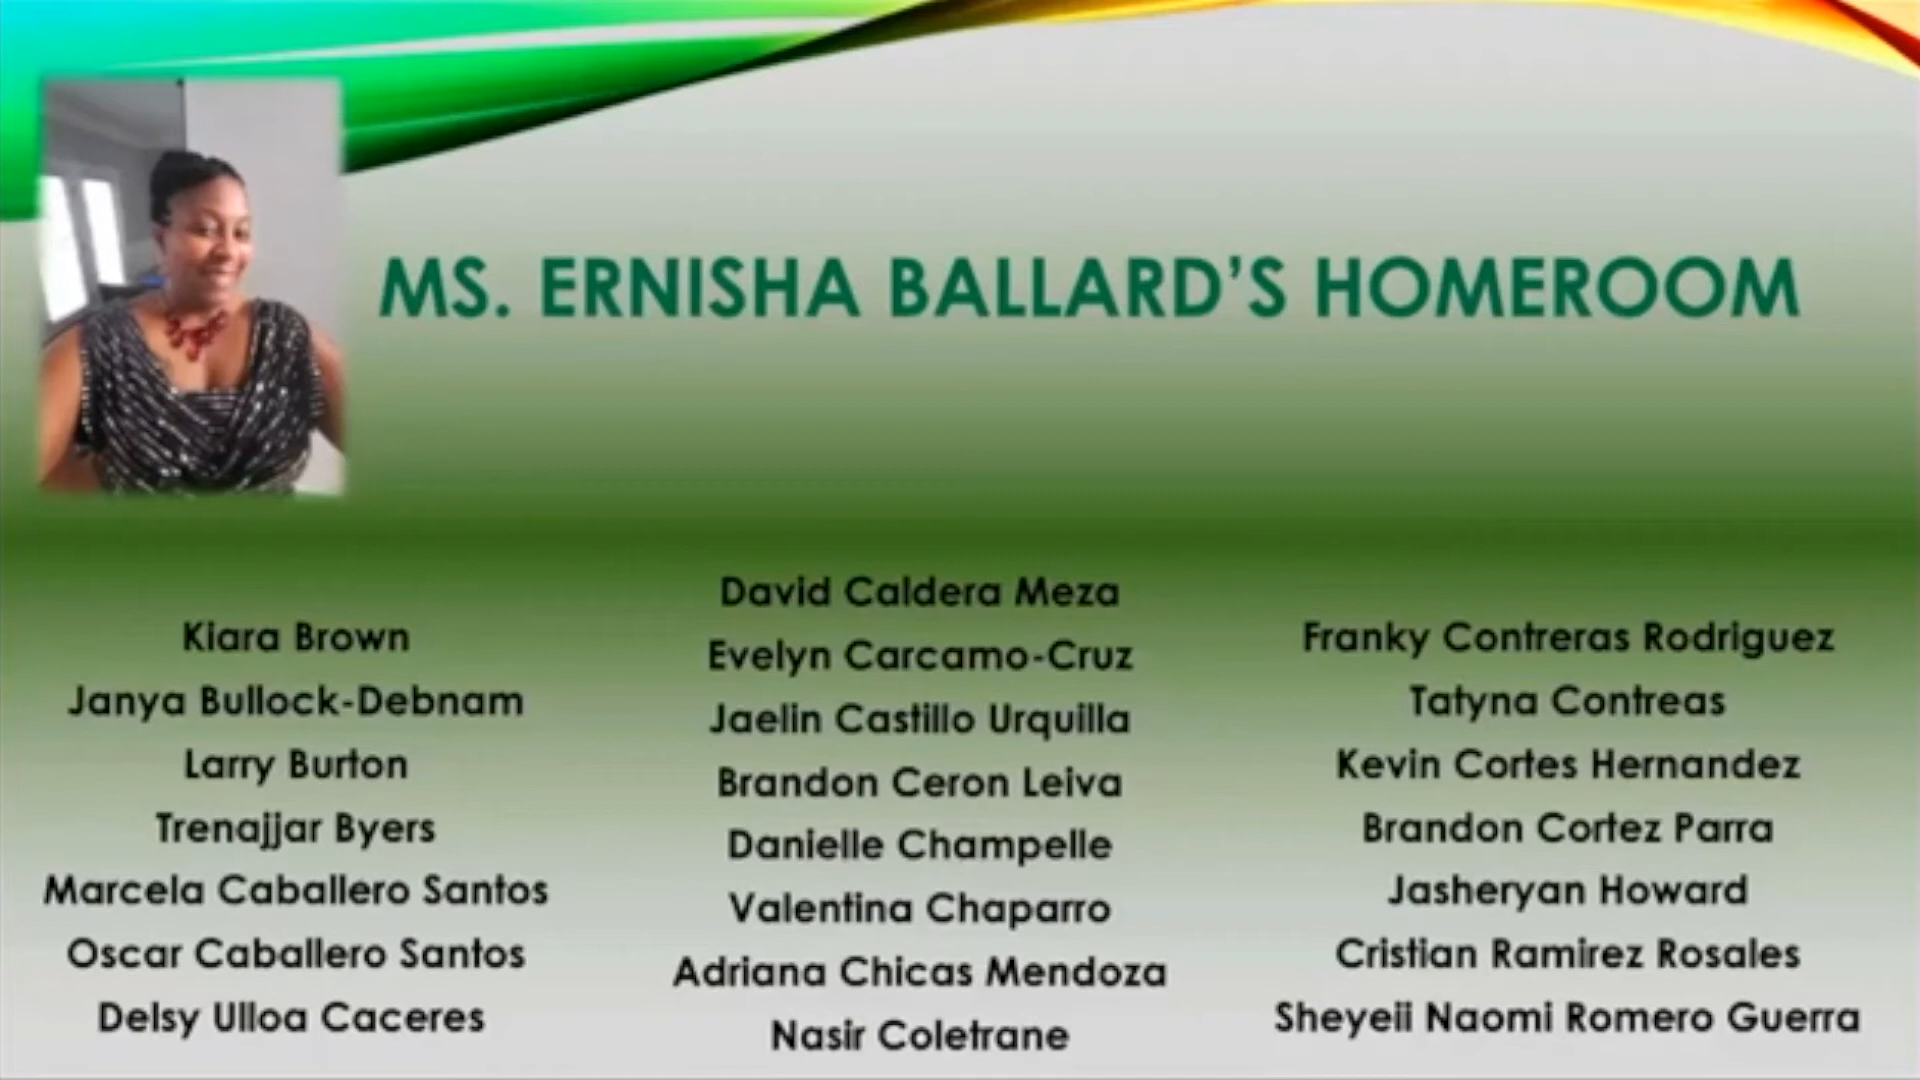 MS. ERNISHA BALLARD'S HOMEROOM
Kiara Brown
Janya Bullock-Debnam
Larry Burton
Trenajjar Byers
Marcela Caballero Santos
Oscar Caballero Santos
Delsy Ulloa Caceres
David Caldera Meza
Evelyn Carcamo-Cruz
Jaelin Castillo Urquilla
Brandon Ceron Leiva
Danielle Champelle
Valentina Chaparro
Adriana Chicas Mendoza
Nasir Coletrane
Franky Contreras Rodriguez
Tatyna Contreas
Kevin Cortes Hernandez
Brandon Cortez Parra
Jasheryan Howard
Cristian Ramirez Rosales
Sheyeii Naomi Romero Guerra